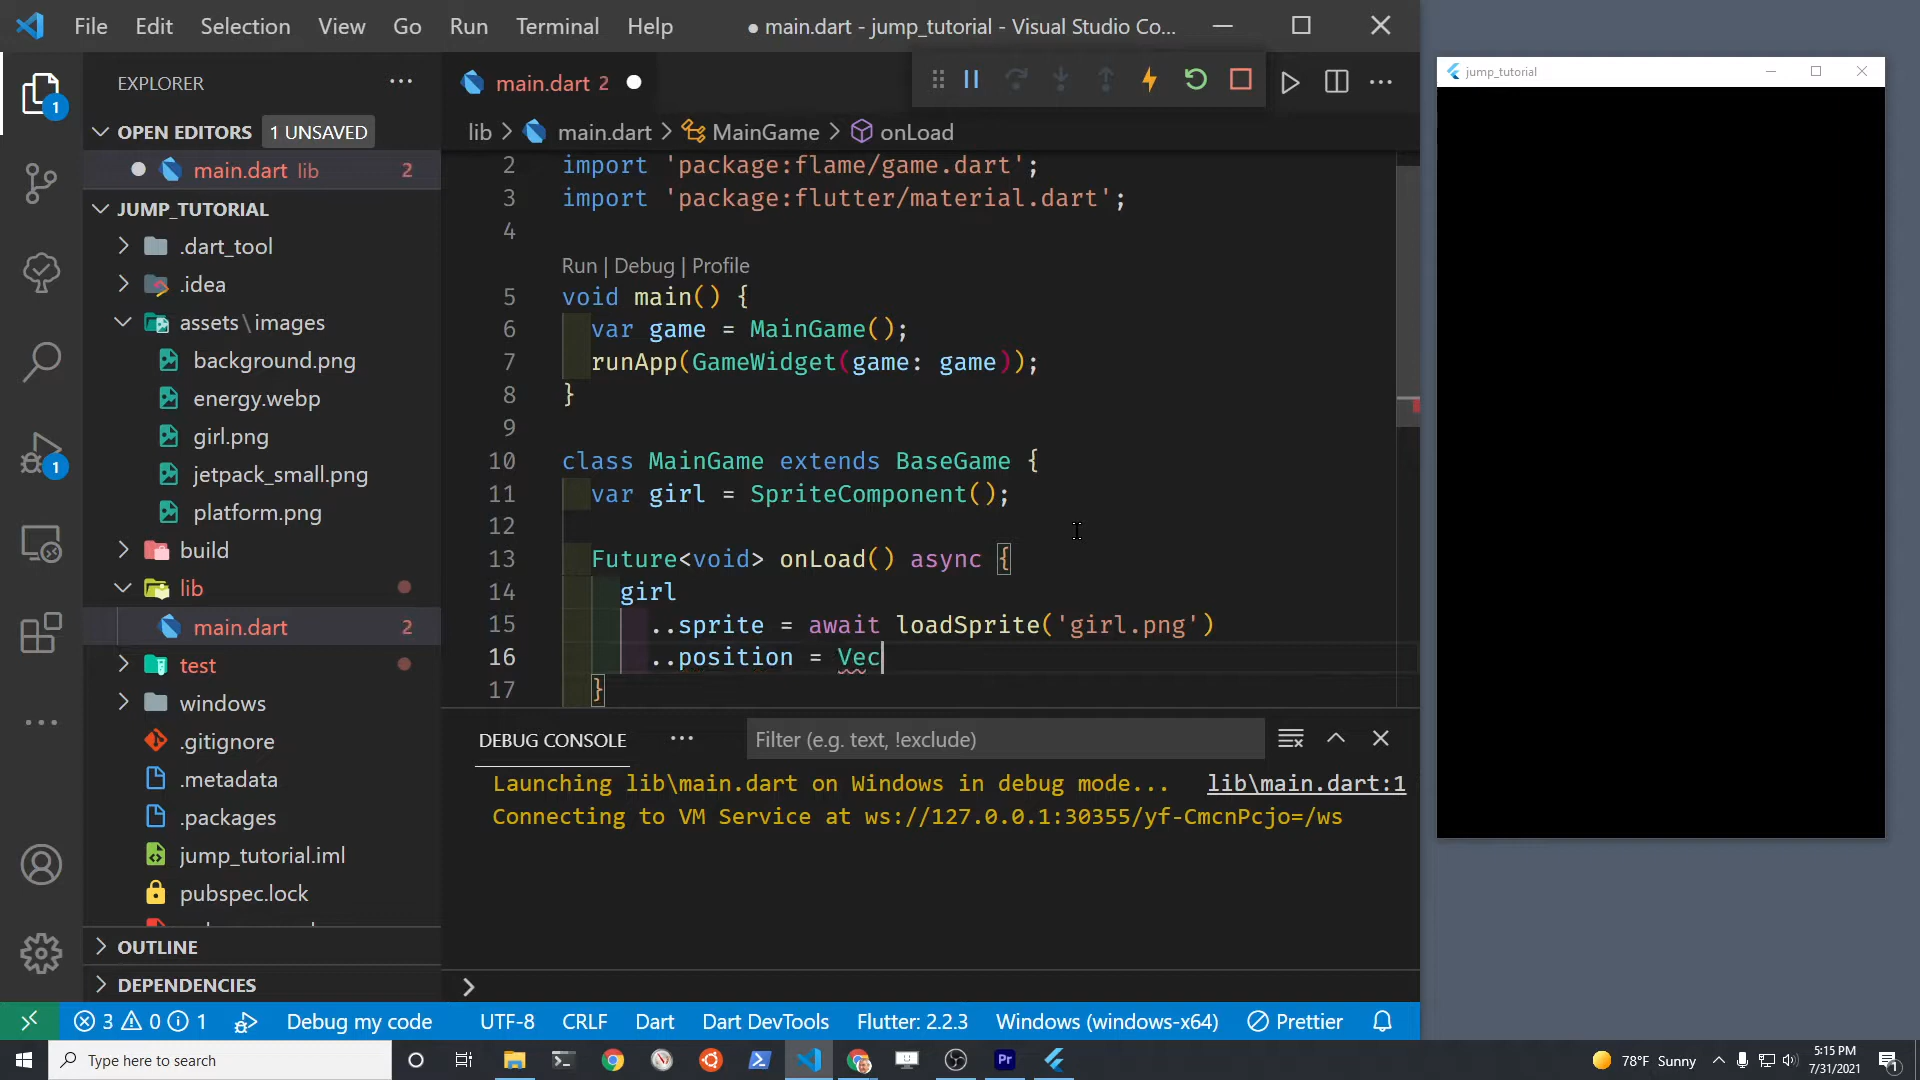 File Edit Selection View Go Run Terminal Help
● main.dart - jump_tutorial - Visual Studio Co...
EXPLORER
OPEN EDITORS 1 UNSAVED
main.dart lib 2
JUMP_TUTORIAL
.dart_tool
.idea
assets\images
background.png
energy.webp
girl.png
jetpack_small.png
platform.png
build
lib
main.dart 2
test
windows
.gitignore
.metadata
.packages
jump_tutorial.iml
pubspec.lock
OUTLINE
DEPENDENCIES
1
1
main.dart 2
lib > main.dart > MainGame > onLoad
2 import 'package:flame/game.dart';
3 import 'package:flutter/material.dart';
4
Run | Debug | Profile
5 void main() {
6 var game = MainGame();
7 runApp(GameWidget(game: game));
8 }
9
10 class MainGame extends BaseGame {
11 var girl = SpriteComponent();
12
13 Future<void> onLoad() async {
14 girl
15 ..sprite = await loadSprite('girl.png')
16 ..position = Vec
17 }
DEBUG CONSOLE
Filter (e.g. text, !exclude)
Launching lib\main.dart on Windows in debug mode... lib\main.dart:1
Connecting to VM Service at ws://127.0.0.1:30355/yf-CmcnPcjo=/ws
3 0 1 Debug my code UTF-8 CRLF Dart Dart DevTools Flutter: 2.2.3 Windows (windows-x64) Prettier
jump_tutorial
Type here to search
Pr
78°F Sunny
5:15 PM
7/31/2021
1